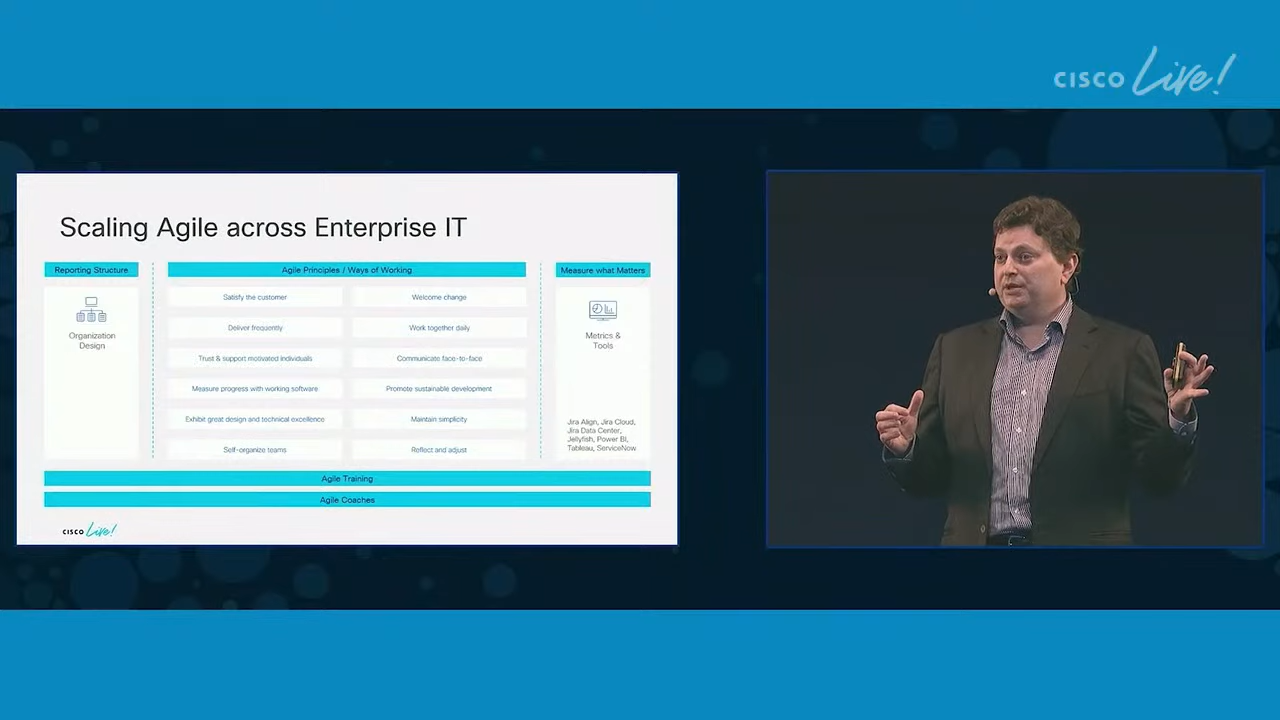 CISCO Live!
Scaling Agile across Enterprise IT
Reporting Structure
Organization
Design
Agile Principles / Ways of Working
Satisfy the customer
Welcome change
Deliver frequently
Work together daily
Trust & support motivated individuals
Communicate face-to-face
Measure progress with working software
Promote sustainable development
Exhibit great design and technical excellence
Maintain simplicity
Self-organize teams
Reflect and adjust
Measure what Matters
Metrics &
Tools
Jira Align, Jira Cloud,
Jira Data Center,
Jellyfish, Power BI,
Tableau, ServiceNow
Agile Training
Agile Coaches
CISCO Live!